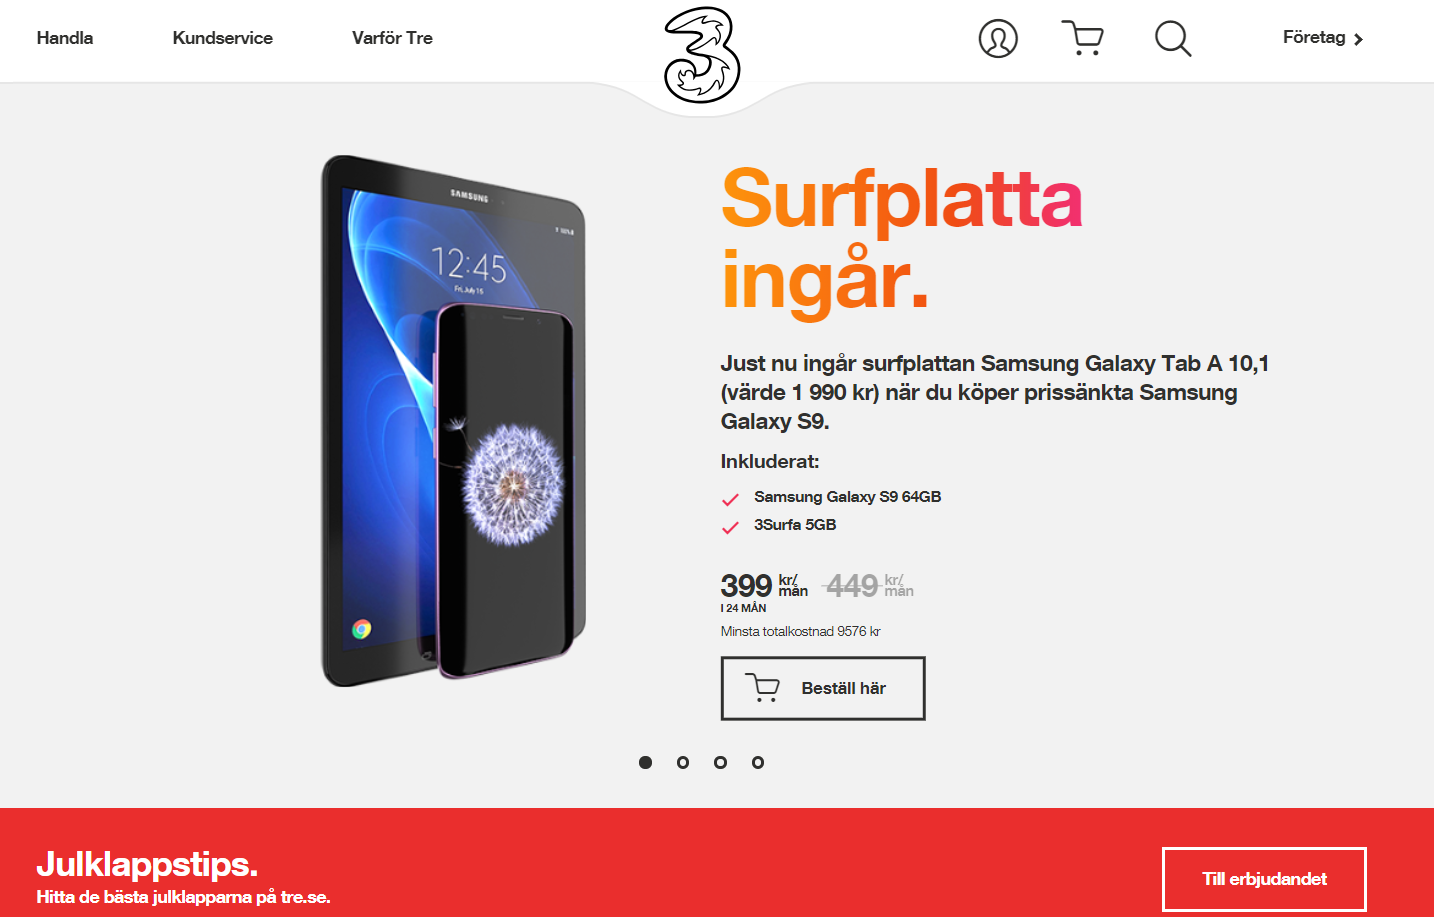 Handla
Kundservice
Varför Tre
3
Företag
SAMSUNG
100%
12:45
Fri, July 15
Surfplatta
ingår.
Just nu ingår surfplattan Samsung Galaxy Tab A 10,1
(värde 1 990 kr) när du köper prissänkta Samsung
Galaxy S9.
Inkluderat:
Samsung Galaxy S9 64GB
3Surfa 5GB
399 kr/mån 449 kr/mån
I 24 MÅN
Minsta totalkostnad 9576 kr
Beställ här
Julklappstips.
Hitta de bästa julklapparna på tre.se.
Till erbjudandet